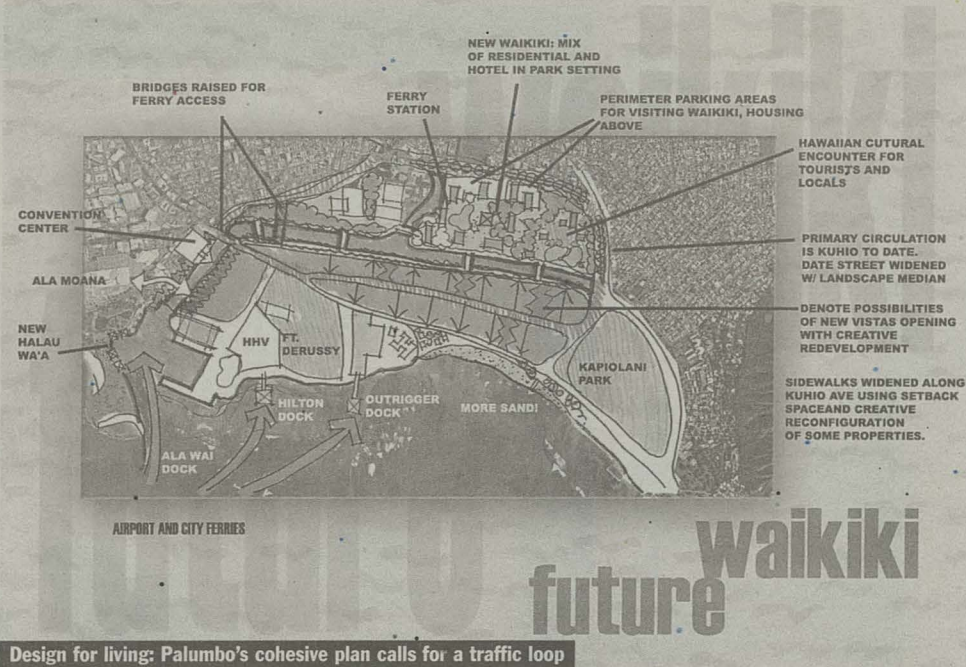 NEW WAIKIKI: MIX
OF RESIDENTIAL AND
HOTEL IN PARK SETTING
BRIDGES RAISED FOR
FERRY ACCESS
FERRY
STATION
PERIMETER PARKING AREAS
FOR VISITING WAIKIKI, HOUSING
ABOVE
HAWAIIAN CUTURAL
ENCOUNTER FOR
TOURISTS AND
LOCALS
CONVENTION
CENTER
PRIMARY CIRCULATION
IS KUHIO TO DATE.
DATE STREET WIDENED
W/ LANDSCAPE MEDIAN
ALA MOANA
DENOTE POSSIBILITIES
OF NEW VISTAS OPENING
WITH CREATIVE
REDEVELOPMENT
NEW
HALAU
WA'A
HHV
FT.
DERUSSY
KAPIOLANI
PARK
SIDEWALKS WIDENED ALONG
KUHIO AVE USING SETBACK
SPACEAND CREATIVE
RECONFIGURATION
OF SOME PROPERTIES.
HILTON
DOCK
OUTRIGGER
DOCK
MORE SAND!
ALA WAI
DOCK
AIRPORT AND CITY FERRIES
waikiki
future
Design for living: Palumbo's cohesive plan calls for a traffic loop